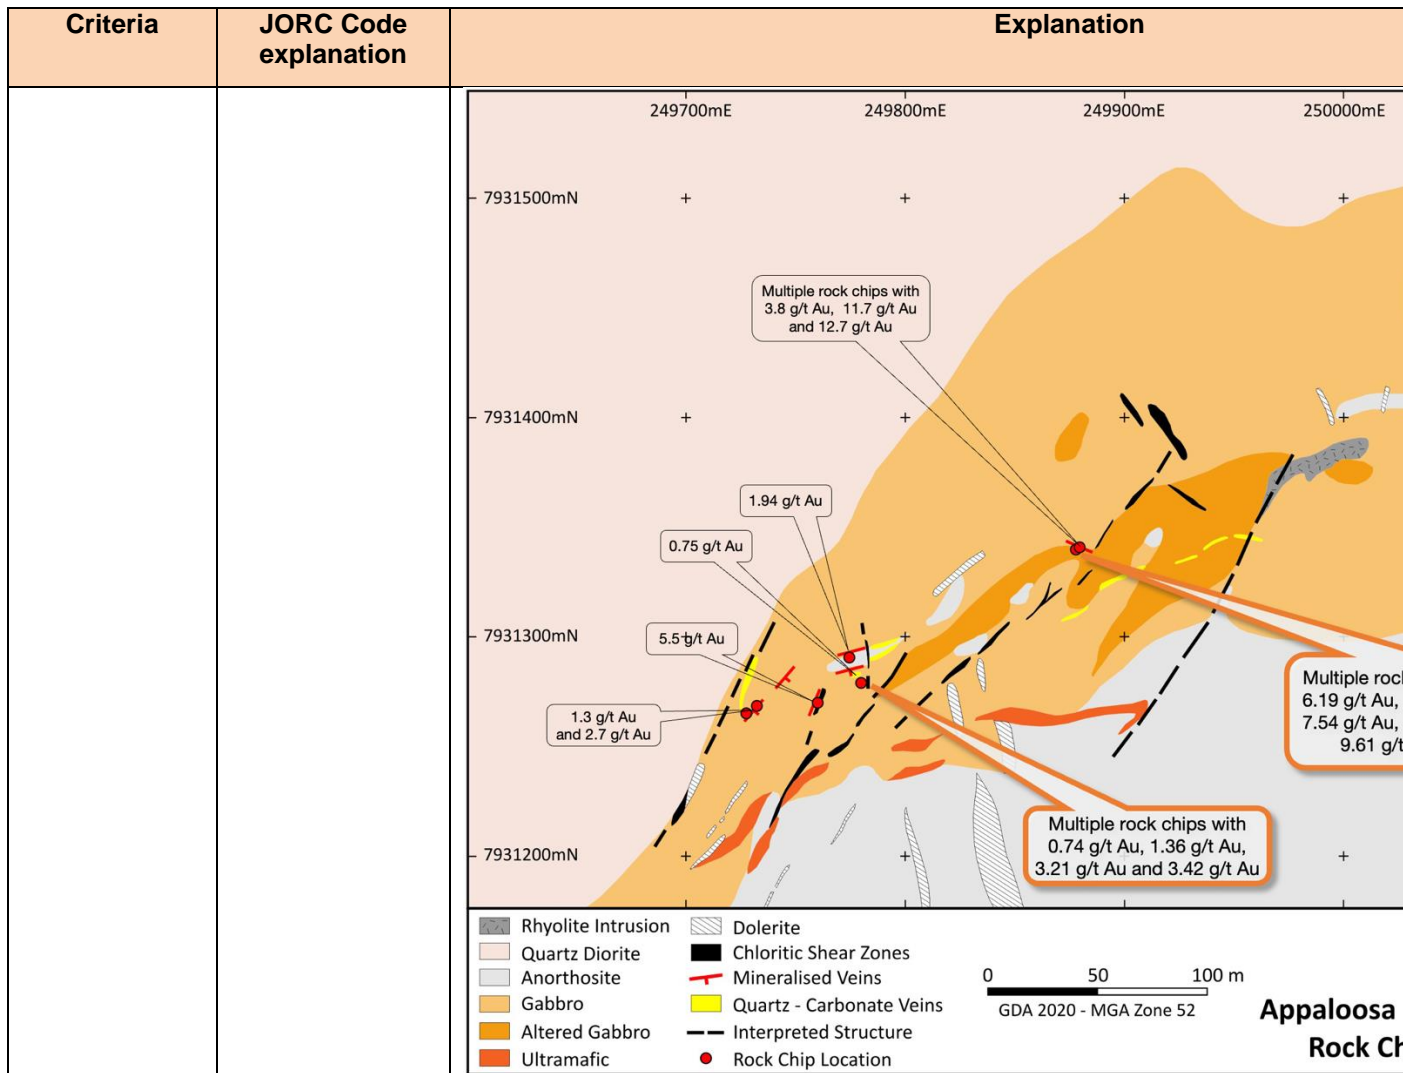 Criteria
JORC Code
explanation
Explanation
249700mE
249800mE
249900mE
250000mE
7931500mN
7931400mN
7931300mN
7931200mN
Multiple rock chips with
3.8 g/t Au, 11.7 g/t Au
and 12.7 g/t Au
1.94 g/t Au
0.75 g/t Au
5.5 g/t Au
1.3 g/t Au
and 2.7 g/t Au
Multiple roc
6.19 g/t Au,
7.54 g/t Au,
9.61 g/t
Multiple rock chips with
0.74 g/t Au, 1.36 g/t Au,
3.21 g/t Au and 3.42 g/t Au
Rhyolite Intrusion
Quartz Diorite
Anorthosite
Gabbro
Altered Gabbro
Ultramafic
Dolerite
Chloritic Shear Zones
Mineralised Veins
Quartz - Carbonate Veins
Interpreted Structure
Rock Chip Location
0 50 100 m
GDA 2020 - MGA Zone 52
Appaloosa
Rock Ch